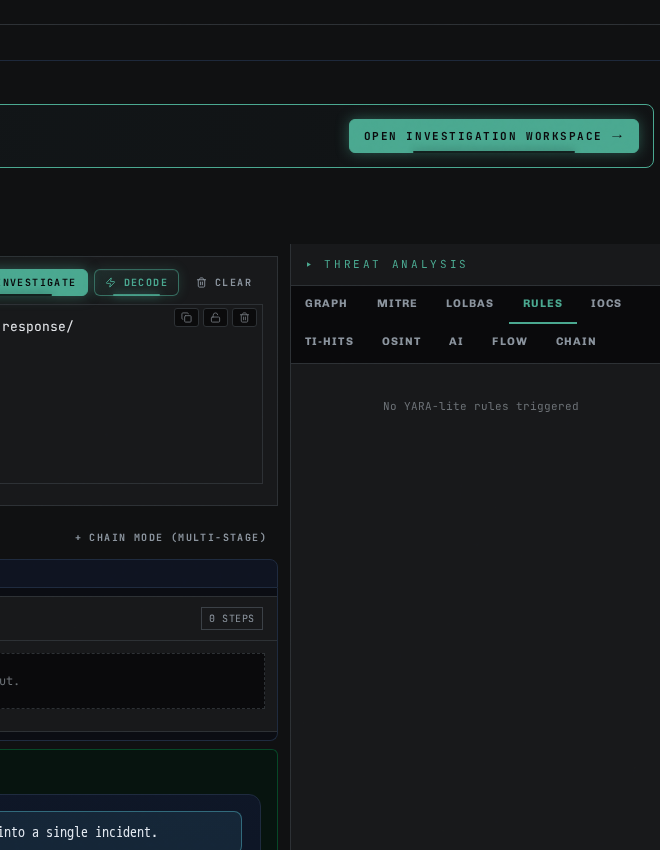 OPEN INVESTIGATION WORKSPACE →
NVESTIGATE
DECODE
CLEAR
response/
+ CHAIN MODE (MULTI-STAGE)
0 STEPS
ut.
into a single incident.
▸ THREAT ANALYSIS
GRAPH MITRE LOLBAS RULES IOCS
TI-HITS OSINT AI FLOW CHAIN
No YARA-lite rules triggered